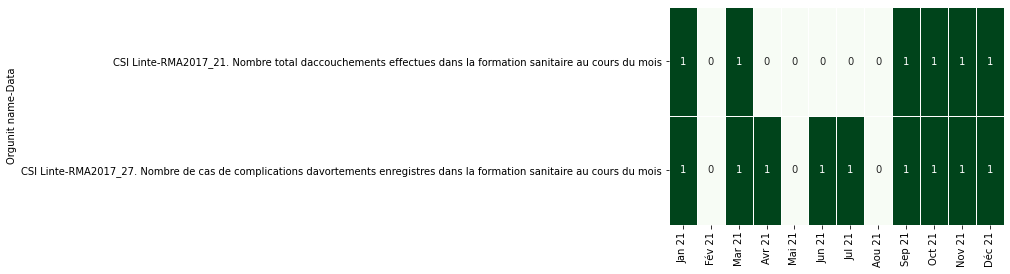 Orgunit name-Data
CSI Linte-RMA2017_21. Nombre total daccouchements effectues dans la formation sanitaire au cours du mois
1 0 1 0 0 0 0 0 1 1 1 1
CSI Linte-RMA2017_27. Nombre de cas de complications davortements enregistres dans la formation sanitaire au cours du mois
1 0 1 1 0 1 1 0 1 1 1 1
Jan 21 Fév 21 Mar 21 Avr 21 Mai 21 Jun 21 Jul 21 Aou 21 Sep 21 Oct 21 Nov 21 Déc 21